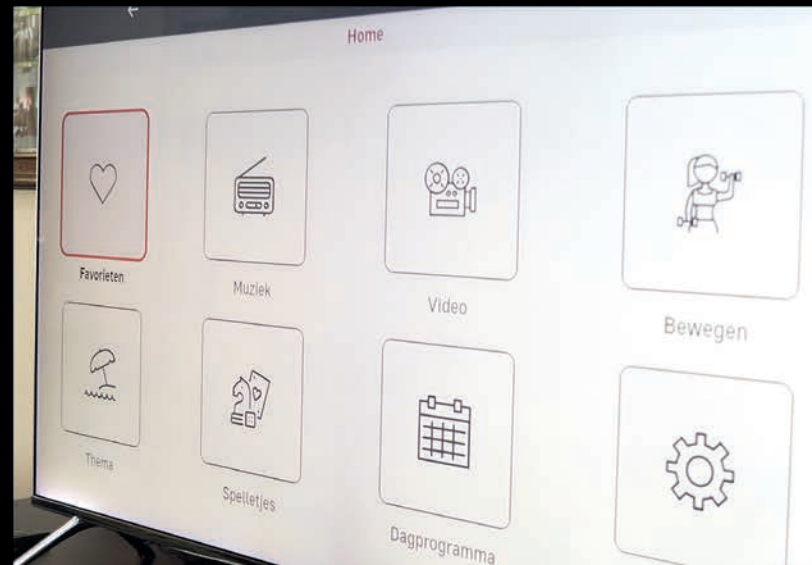 Home
Favorieten
Muziek
Video
Bewegen
Thema
Spelletjes
Dagprogramma